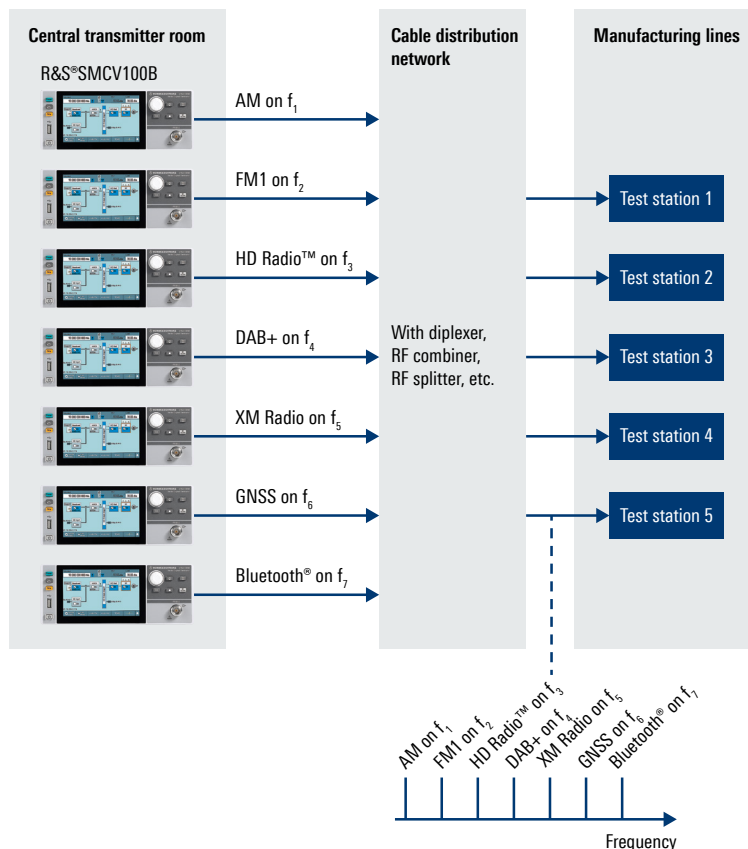 Central transmitter room
R&S®SMCV100B
AM on f₁
FM1 on f₂
HD Radio™ on f₃
DAB+ on f₄
XM Radio on f₅
GNSS on f₆
Bluetooth® on f₇
Cable distribution
network
With diplexer,
RF combiner,
RF splitter, etc.
Manufacturing lines
Test station 1
Test station 2
Test station 3
Test station 4
Test station 5
AM on f₁
FM1 on f₂
HD Radio™ on f₃
DAB+ on f₄
XM Radio on f₅
GNSS on f₆
Bluetooth® on f₇
Frequency